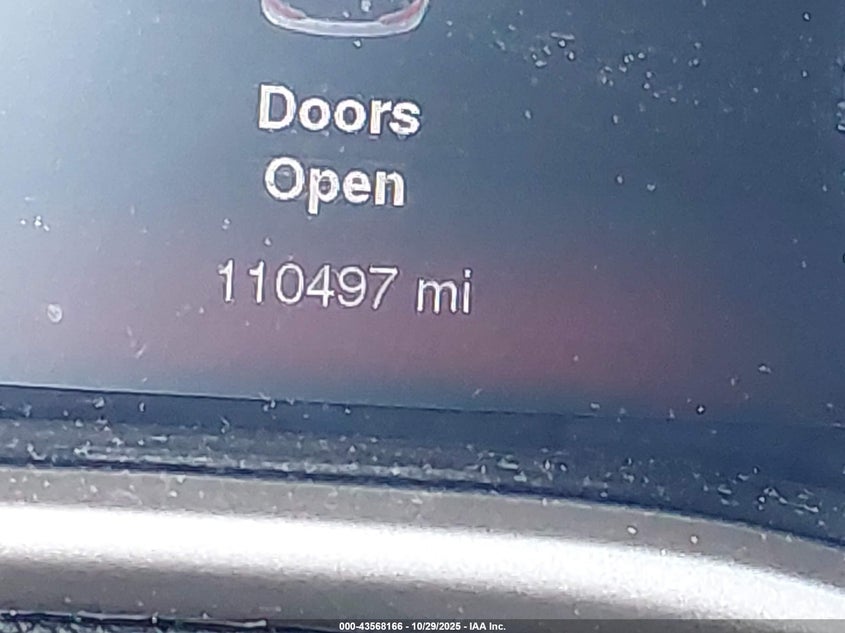 Doors
Open
110497 mi
000-43568166 - 10/29/2025 - IAA Inc.